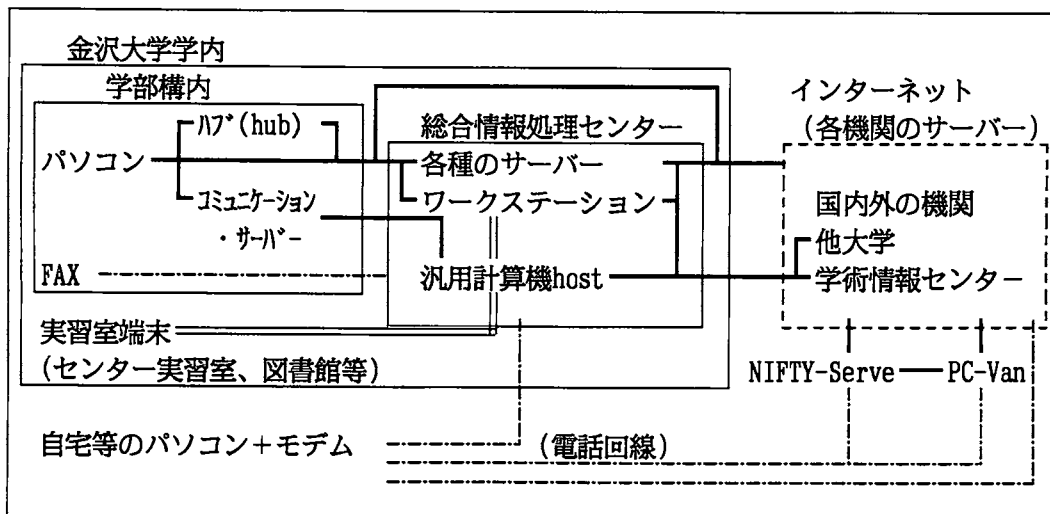 金沢大学学内
学部構内
インターネット
(各機関のサーバー)
ハブ(hub)
総合情報処理センター
パソコン
各種のサーバー
コミュニケーション
・サーバー
ワークステーション
国内外の機関
他大学
FAX
汎用計算機host
学術情報センター
実習室端末
(センター実習室、図書館等)
NIFTY-Serve
PC-Van
自宅等のパソコン+モデム
(電話回線)